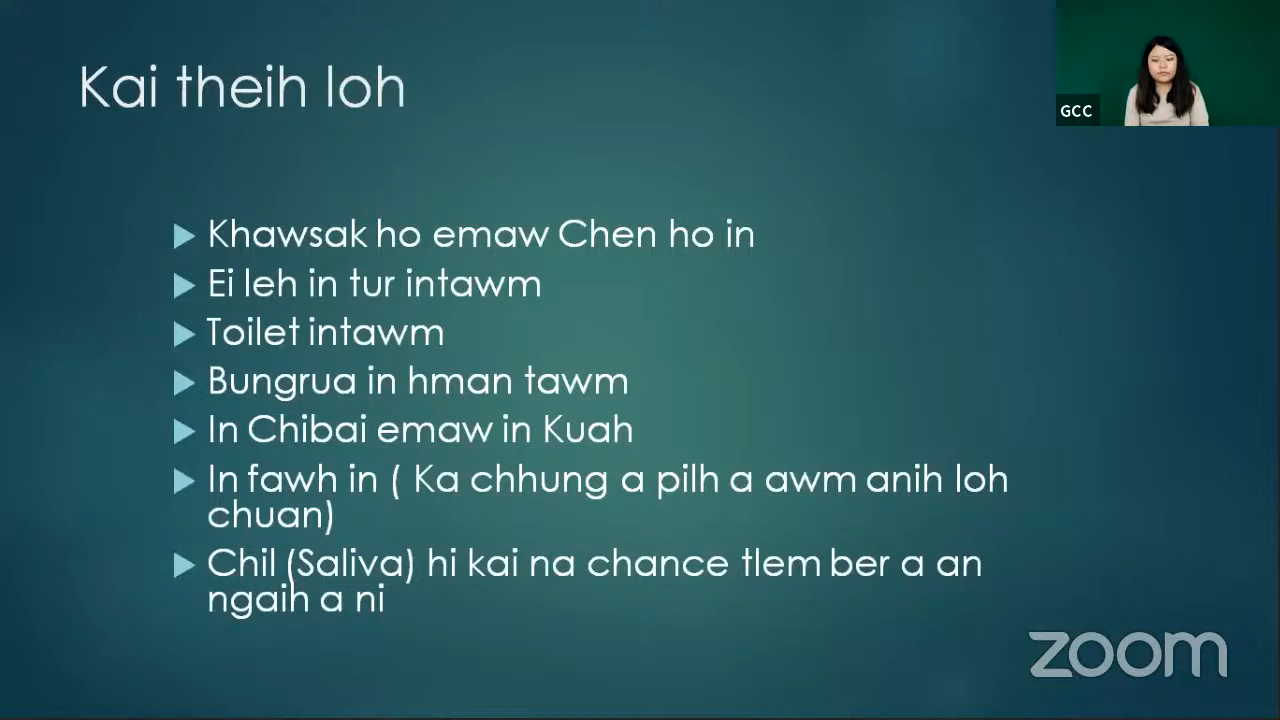 Kai theih loh
GCC
Khawsak ho emaw Chen ho in
Ei leh in tur intawm
Toilet intawm
Bungrua in hman tawm
In Chibai emaw in Kuah
In fawh in ( Ka chhung a pilh a awm anih loh
chuan)
Chil (Saliva) hi kai na chance tlem ber a an
ngaih a ni
zoom